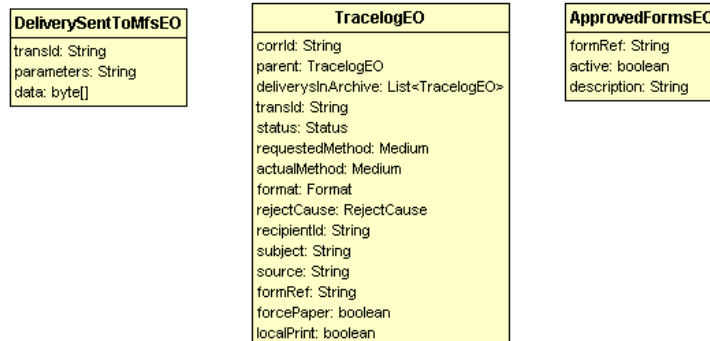 DeliverySentToMfsEO
transId: String
parameters: String
data: byte[]
TracelogEO
corrId: String
parent: TracelogEO
deliverysInArchive: List<TracelogEO>
transId: String
status: Status
requestedMethod: Medium
actualMethod: Medium
format: Format
rejectCause: RejectCause
recipientId: String
subject: String
source: String
formRef: String
forcePaper: boolean
localPrint: boolean
ApprovedFormsEO
formRef: String
active: boolean
description: String